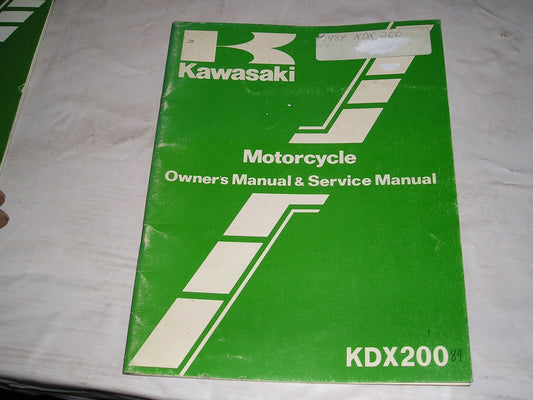 1984 KDX 200
Kawasaki
Motorcycle
Owner's Manual & Service Manual
KDX200 84